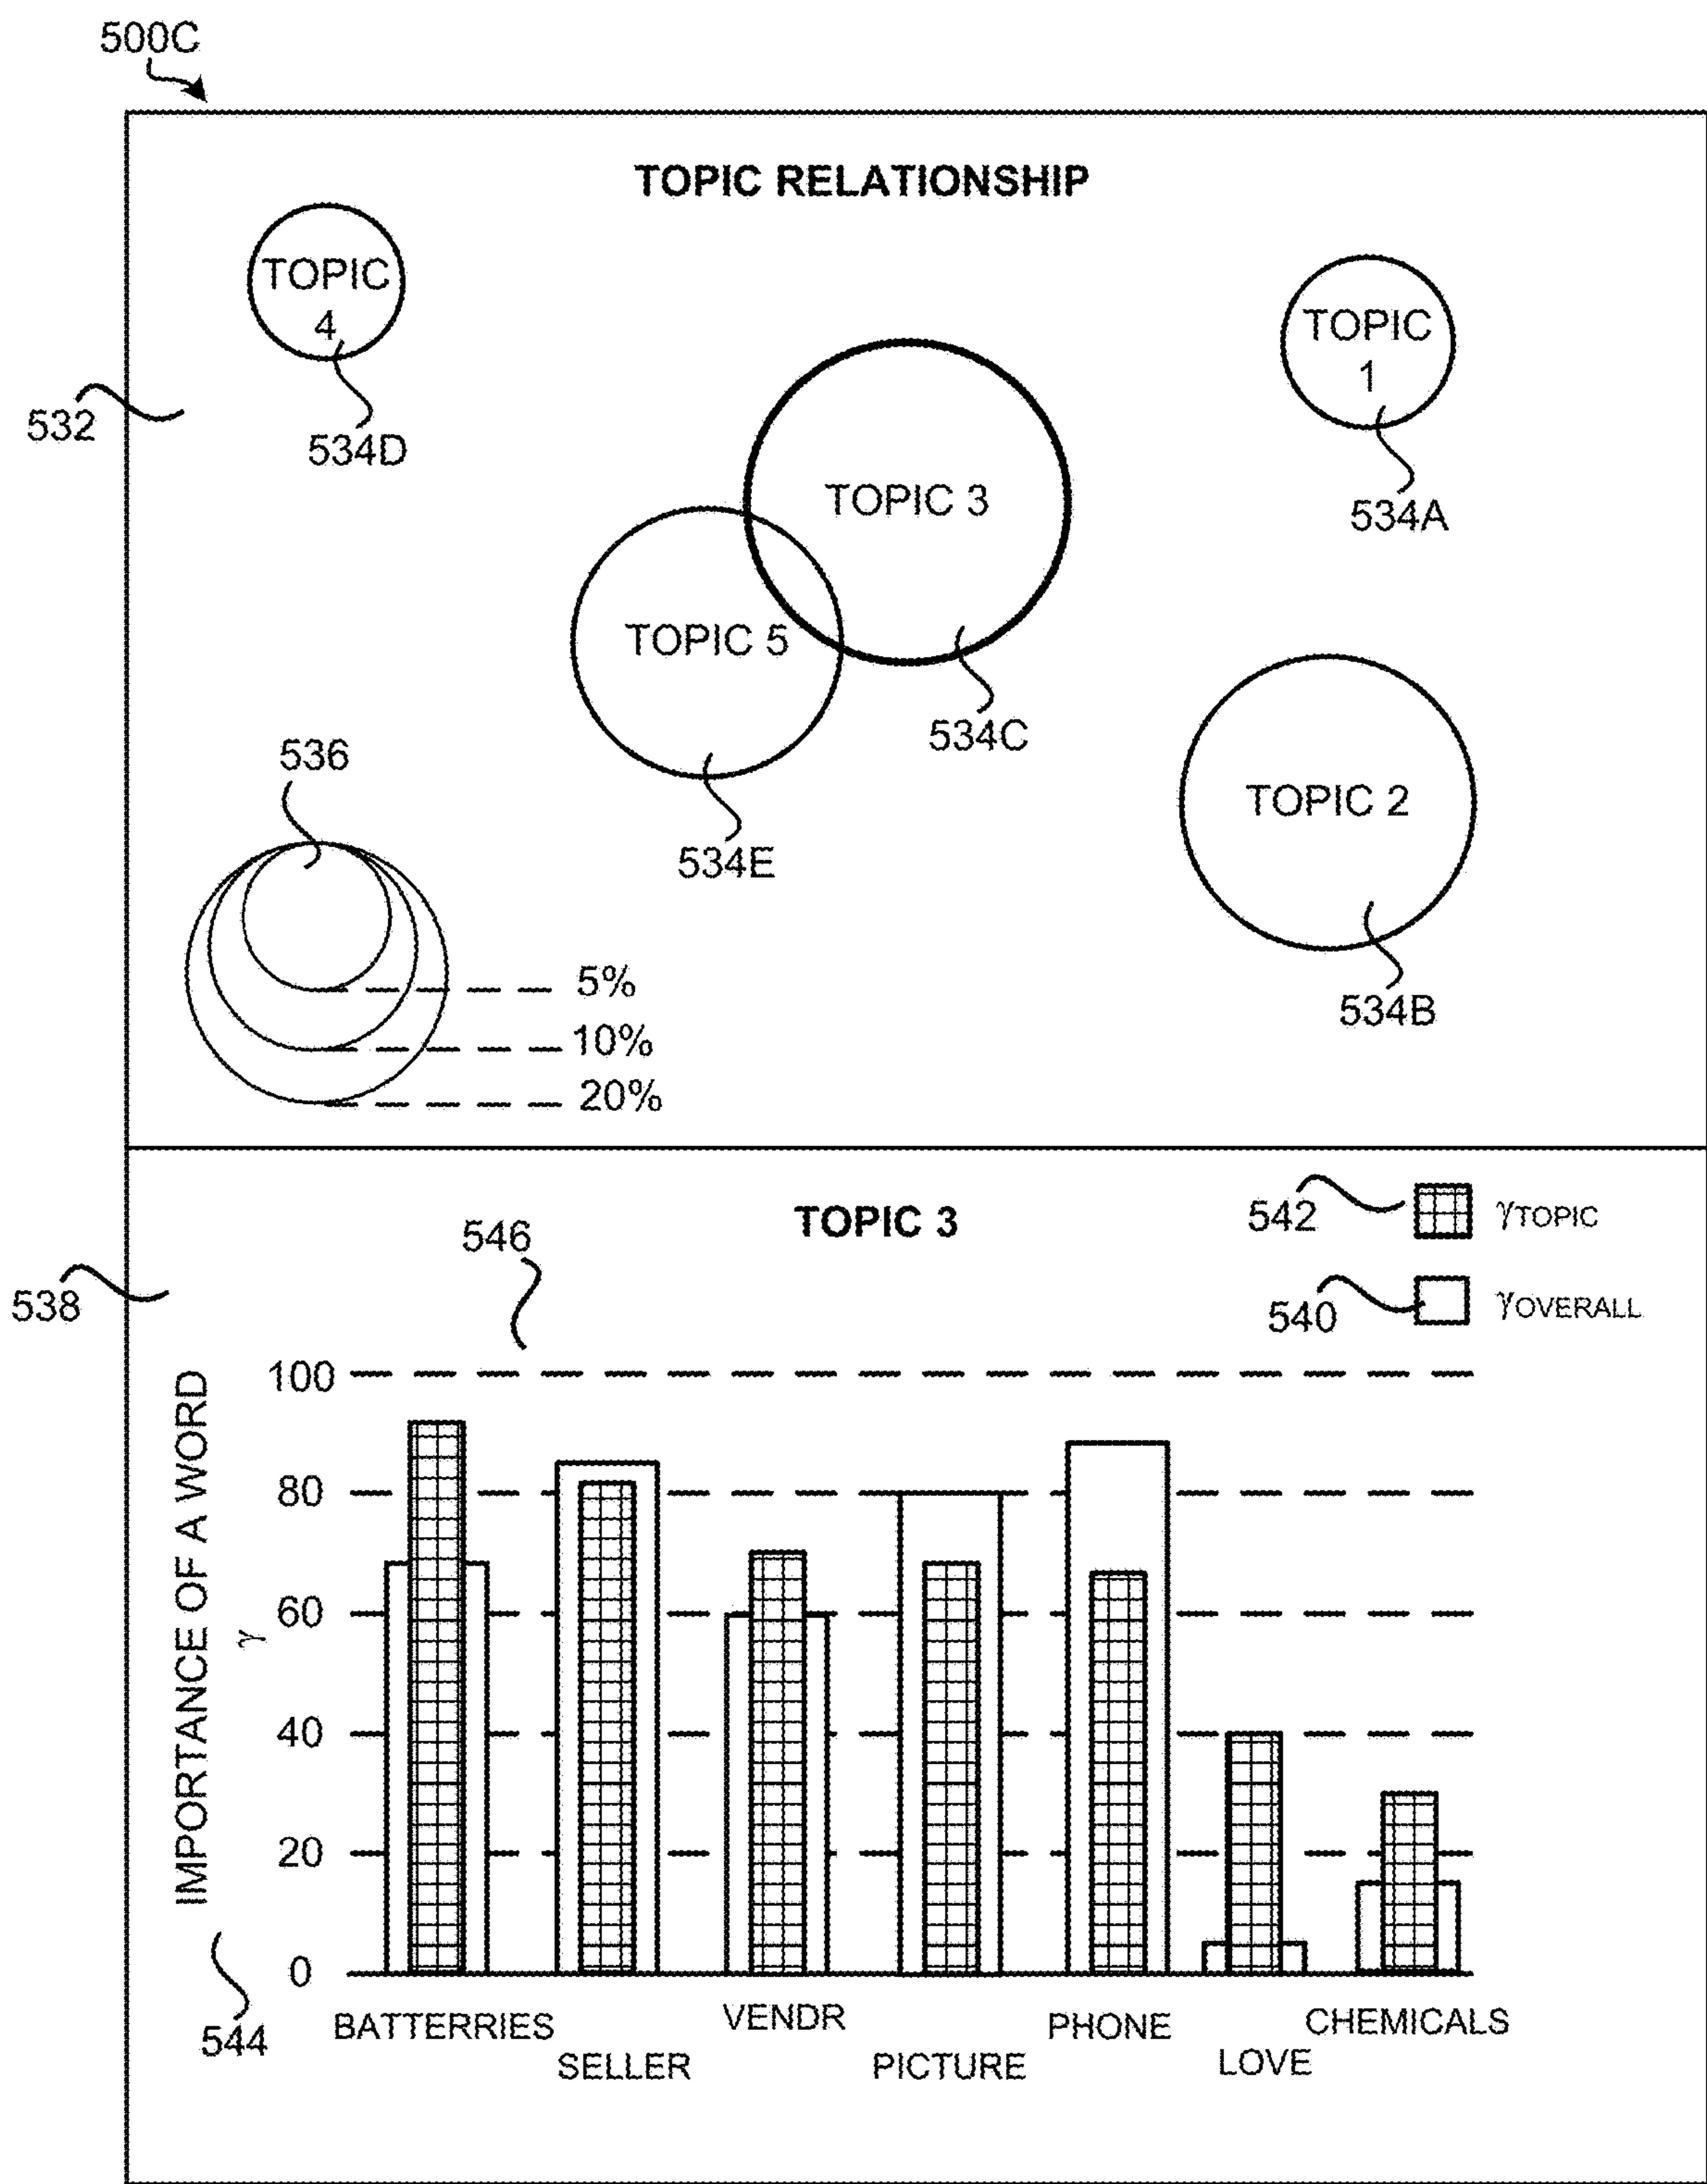 500C
TOPIC RELATIONSHIP
TOPIC
4
534D
TOPIC
1
534A
532
TOPIC 3
534C
TOPIC 5
534E
TOPIC 2
534B
536
5%
10%
20%
TOPIC 3
542
γTOPIC
540
γOVERALL
546
538
IMPORTANCE OF A WORD
γ
100
80
60
40
20
0
544
BATTERRIES
SELLER
VENDR
PICTURE
PHONE
LOVE
CHEMICALS